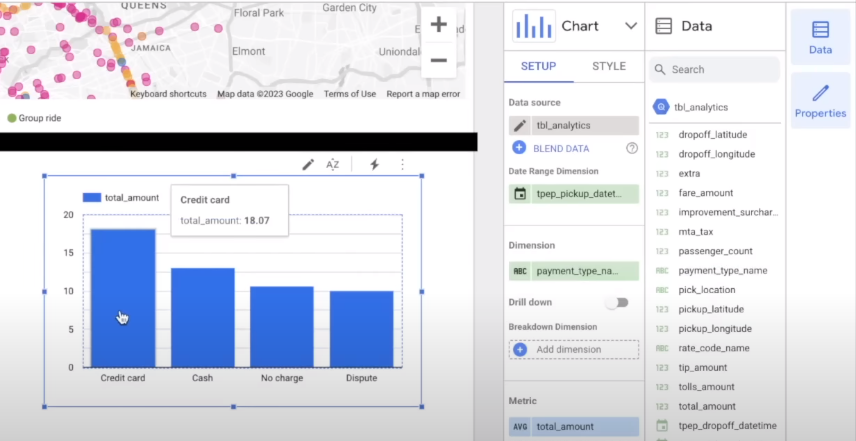 QUEENS
Floral Park
Garden City
JAMAICA
Elmont
Uniondal
Keyboard shortcuts Map data ©2023 Google Terms of Use Report a map error
Group ride
AZ
total_amount
Credit card
total_amount: 18.07
20
15
10
5
0
Credit card Cash No charge Dispute
Chart
SETUP STYLE
Data source
tbl_analytics
BLEND DATA
Date Range Dimension
tpep_pickup_datet...
Dimension
ABC payment_type_na...
Drill down
Breakdown Dimension
Add dimension
Metric
AVG total_amount
Data
Search
tbl_analytics
123 dropoff_latitude
123 dropoff_longitude
123 extra
123 fare_amount
123 improvement_surchar...
123 mta_tax
123 passenger_count
ABC payment_type_name
ABC pick_location
123 pickup_latitude
123 pickup_longitude
ABC rate_code_name
123 tip_amount
123 tolls_amount
123 total_amount
tpep_dropoff_datetime
Data
Properties